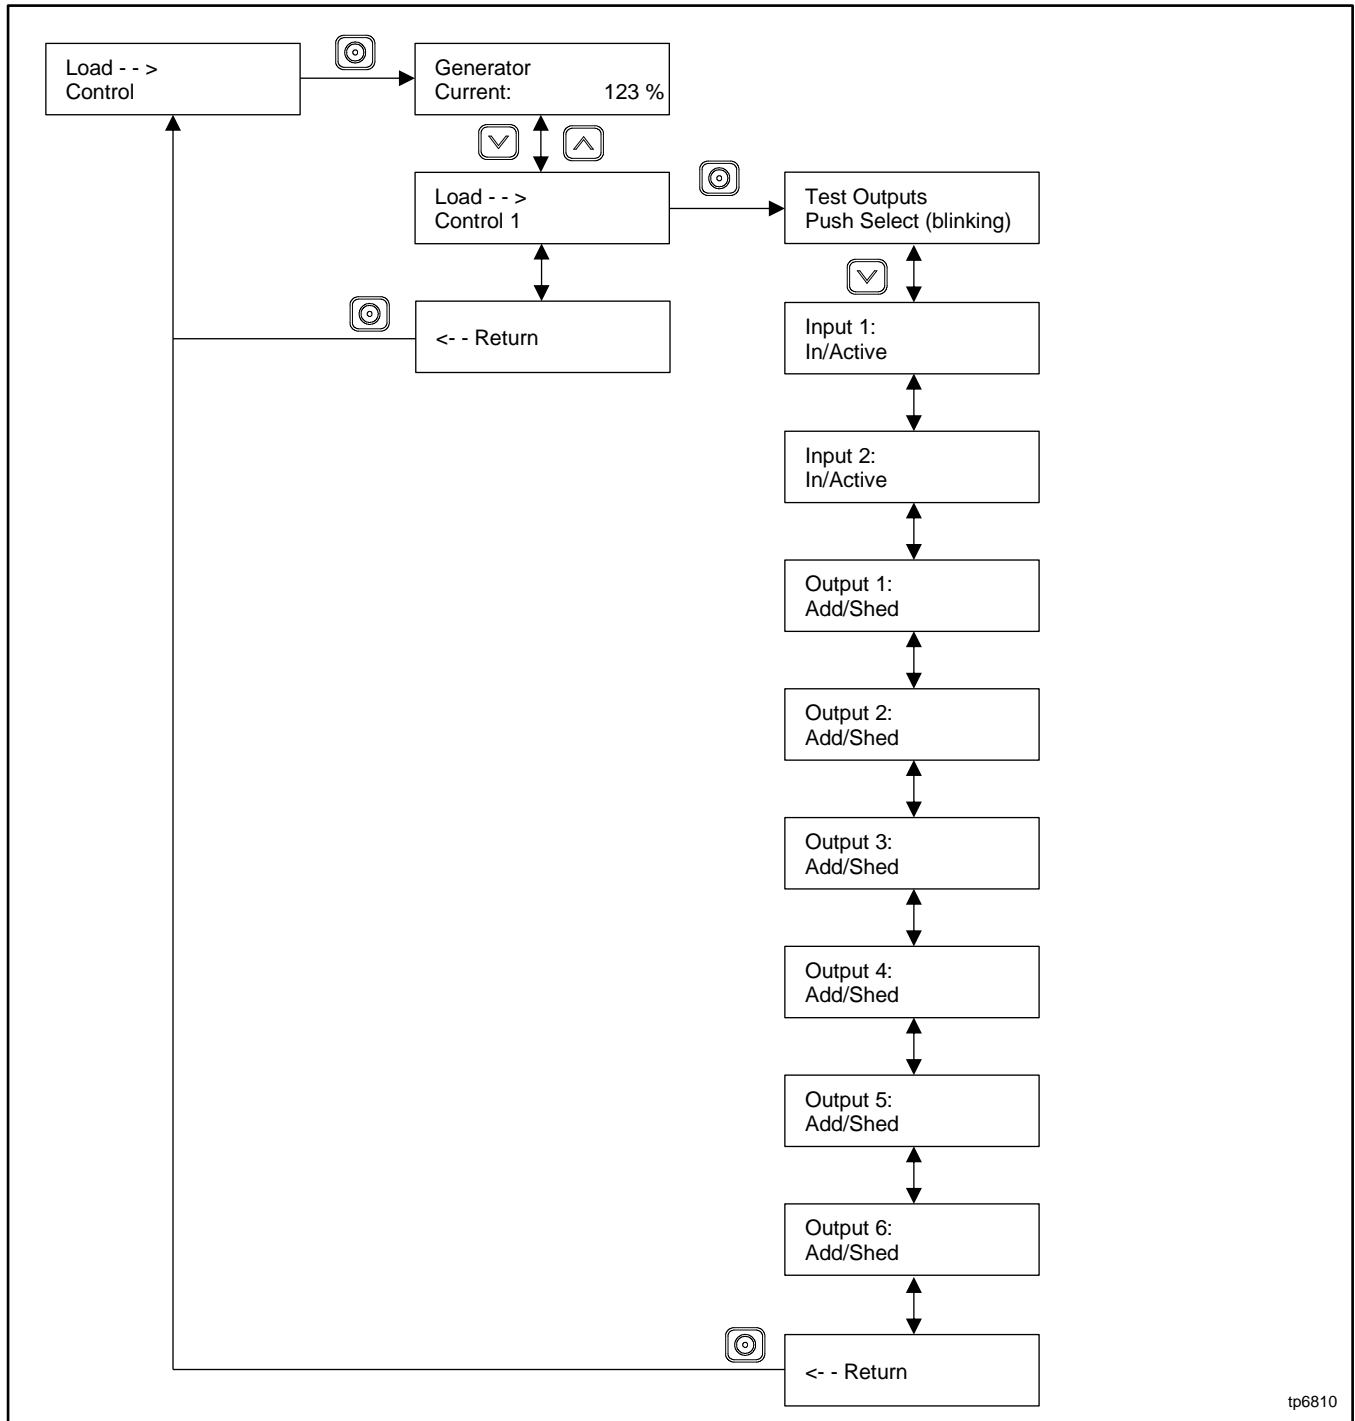 Load - - >
Control
Generator
Current: 123 %
Load - - >
Control 1
<- - Return
Test Outputs
Push Select (blinking)
Input 1:
In/Active
Input 2:
In/Active
Output 1:
Add/Shed
Output 2:
Add/Shed
Output 3:
Add/Shed
Output 4:
Add/Shed
Output 5:
Add/Shed
Output 6:
Add/Shed
<- - Return
tp6810